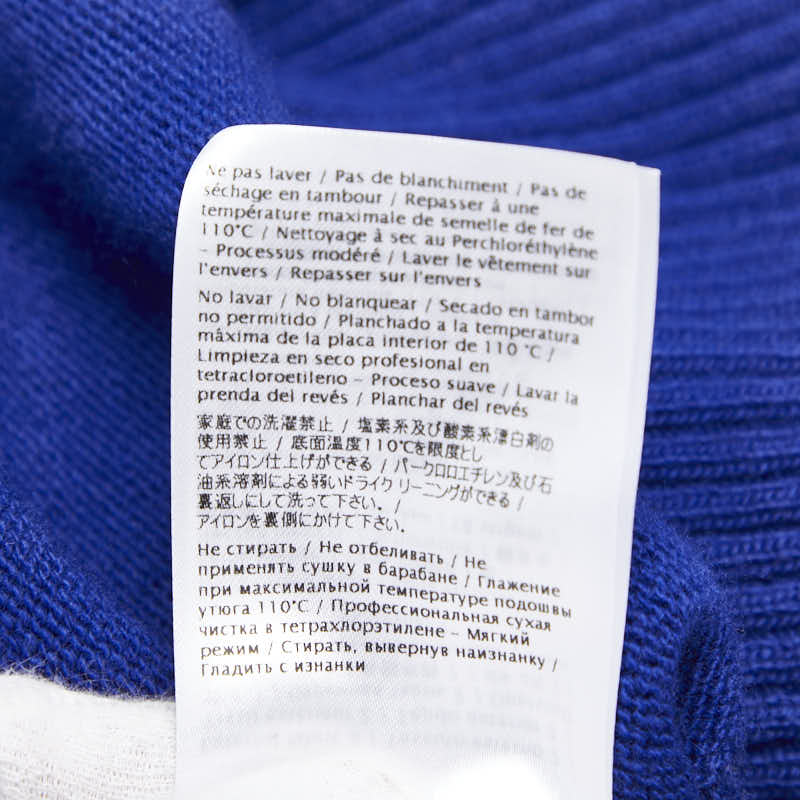 Ne pas laver / Pas de blanchiment / Pas de
séchage en tambour / Repasser à une
température maximale de semelle de fer de
110°C / Nettoyage à sec au Perchloréthylène
- Processus modéré / Laver le vêtement sur
l'envers / Repasser sur l'envers
No lavar / No blanquear / Secado en tambor
no permitido / Planchado a la temperatura
máxima de la placa interior de 110 °C /
Limpieza en seco profesional en
tetracloroetileno - Proceso suave / Lavar la
prenda del revés / Planchar del revés
家庭での洗濯禁止 / 塩素系及び酸素系漂白剤の
使用禁止 / 底面温度110℃を限度とし
てアイロン仕上げができる / パークロロエチレン及び石
油系溶剤による弱いドライクリーニングができる /
裏返しにして洗って下さい。/
アイロンを裏側にかけて下さい。
Не стирать / Не отбеливать / Не
применять сушку в барабане / Глажение
при максимальной температуре подошвы
утюга 110°C / Профессиональная сухая
чистка в тетрахлорэтилене – Мягкий
режим / Стирать, вывернув наизнанку /
Гладить с изнанки